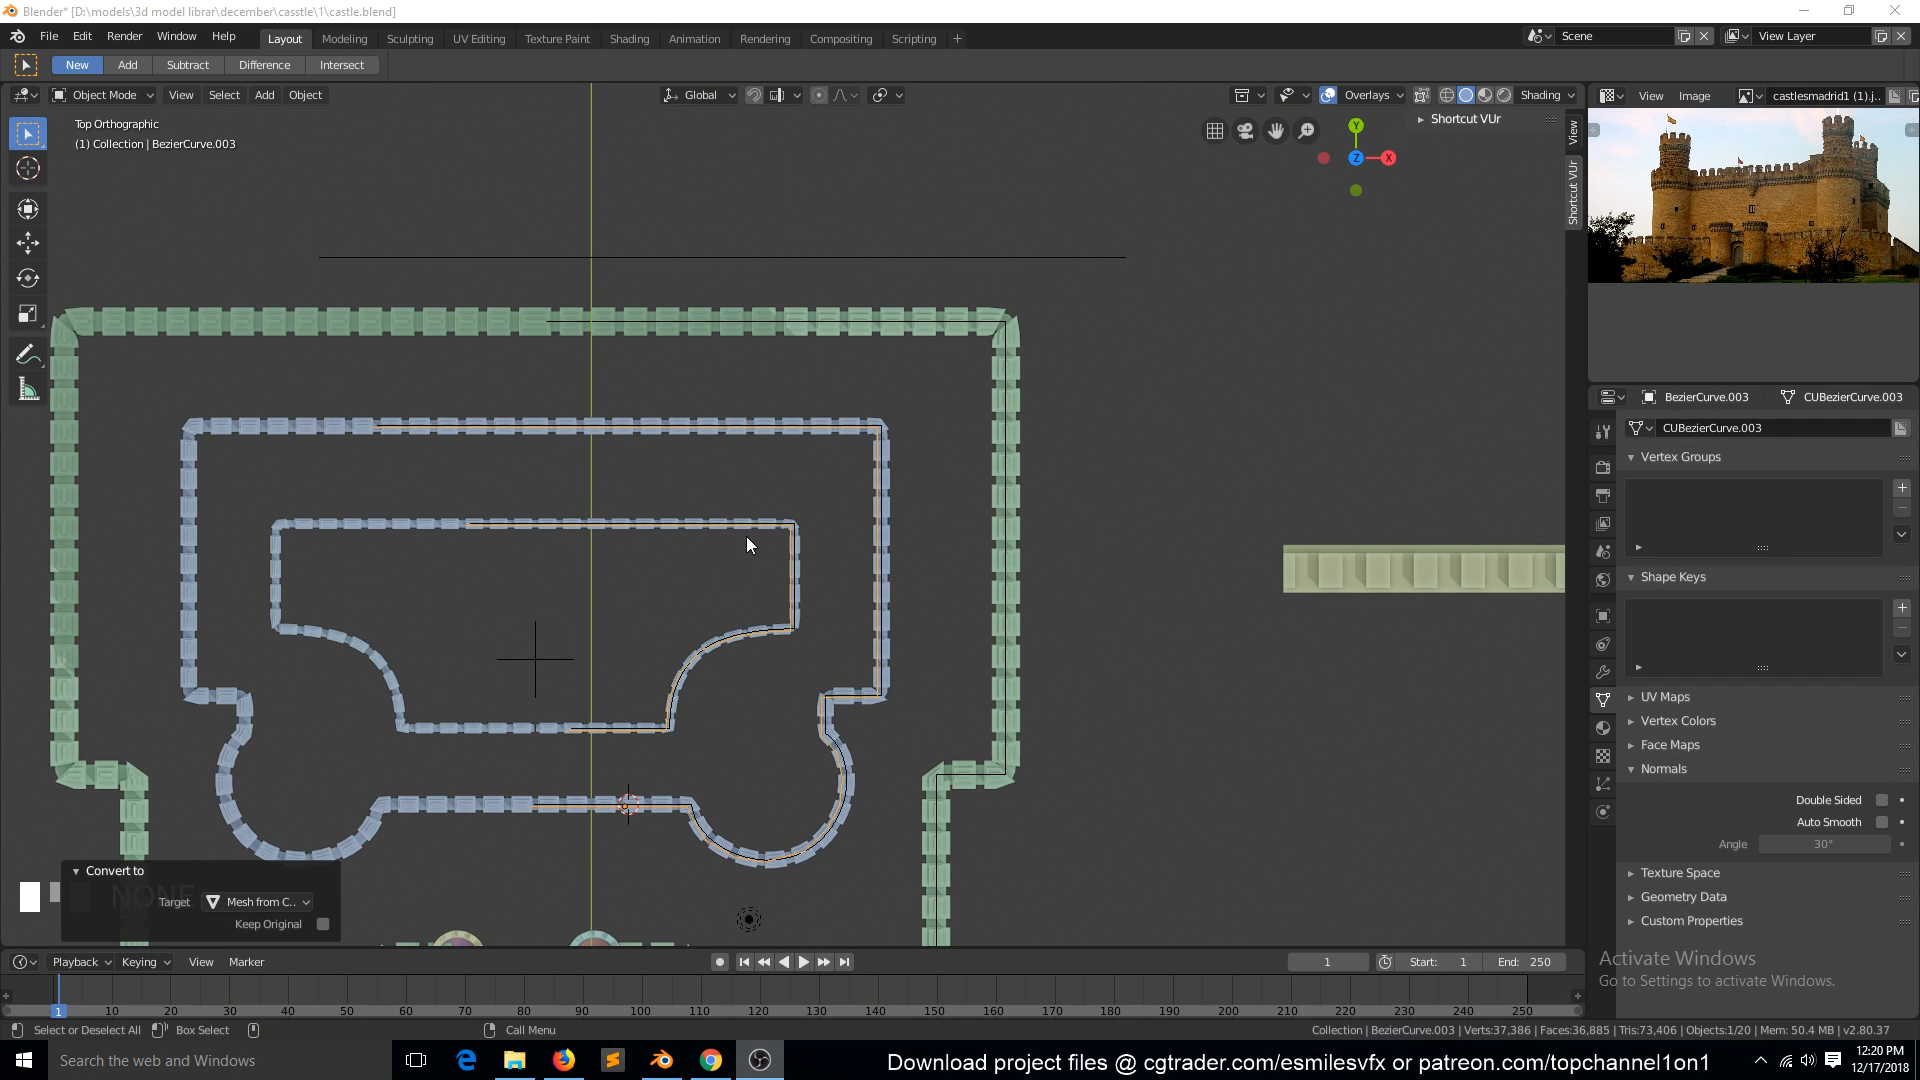 Blender* [D:\models\3d model librar\december\casstle\1\castle.blend]
File Edit Render Window Help Layout Modeling Sculpting UV Editing Texture Paint Shading Animation Rendering Compositing Scripting + Scene View Layer
New Add Subtract Difference Intersect
Object Mode View Select Add Object Global Overlays Shading View Image castlesmadrid1 (1).j..
Top Orthographic
(1) Collection | BezierCurve.003
Shortcut VUr
View
Shortcut VUr
Y
Z
X
BezierCurve.003 CUBezierCurve.003
CUBezierCurve.003
Vertex Groups
Shape Keys
UV Maps
Vertex Colors
Face Maps
Normals
Double Sided
Auto Smooth
Angle 30°
Texture Space
Geometry Data
Custom Properties
Convert to
NONE
Target Mesh from C..
Keep Original
Activate Windows
Go to Settings to activate Windows.
Playback Keying View Marker 1 Start: 1 End: 250
1 10 20 30 40 50 60 70 80 90 100 110 120 130 140 150 160 170 180 190 200 210 220 230 240 250
Select or Deselect All Box Select Call Menu Collection | BezierCurve.003 | Verts:37,386 | Faces:36,885 | Tris:73,406 | Objects:1/20 | Mem: 50.4 MB | v2.80.37
Search the web and Windows
Download project files @ cgtrader.com/esmilesvfx or patreon.com/topchannel1on1
12:20 PM
12/17/2018